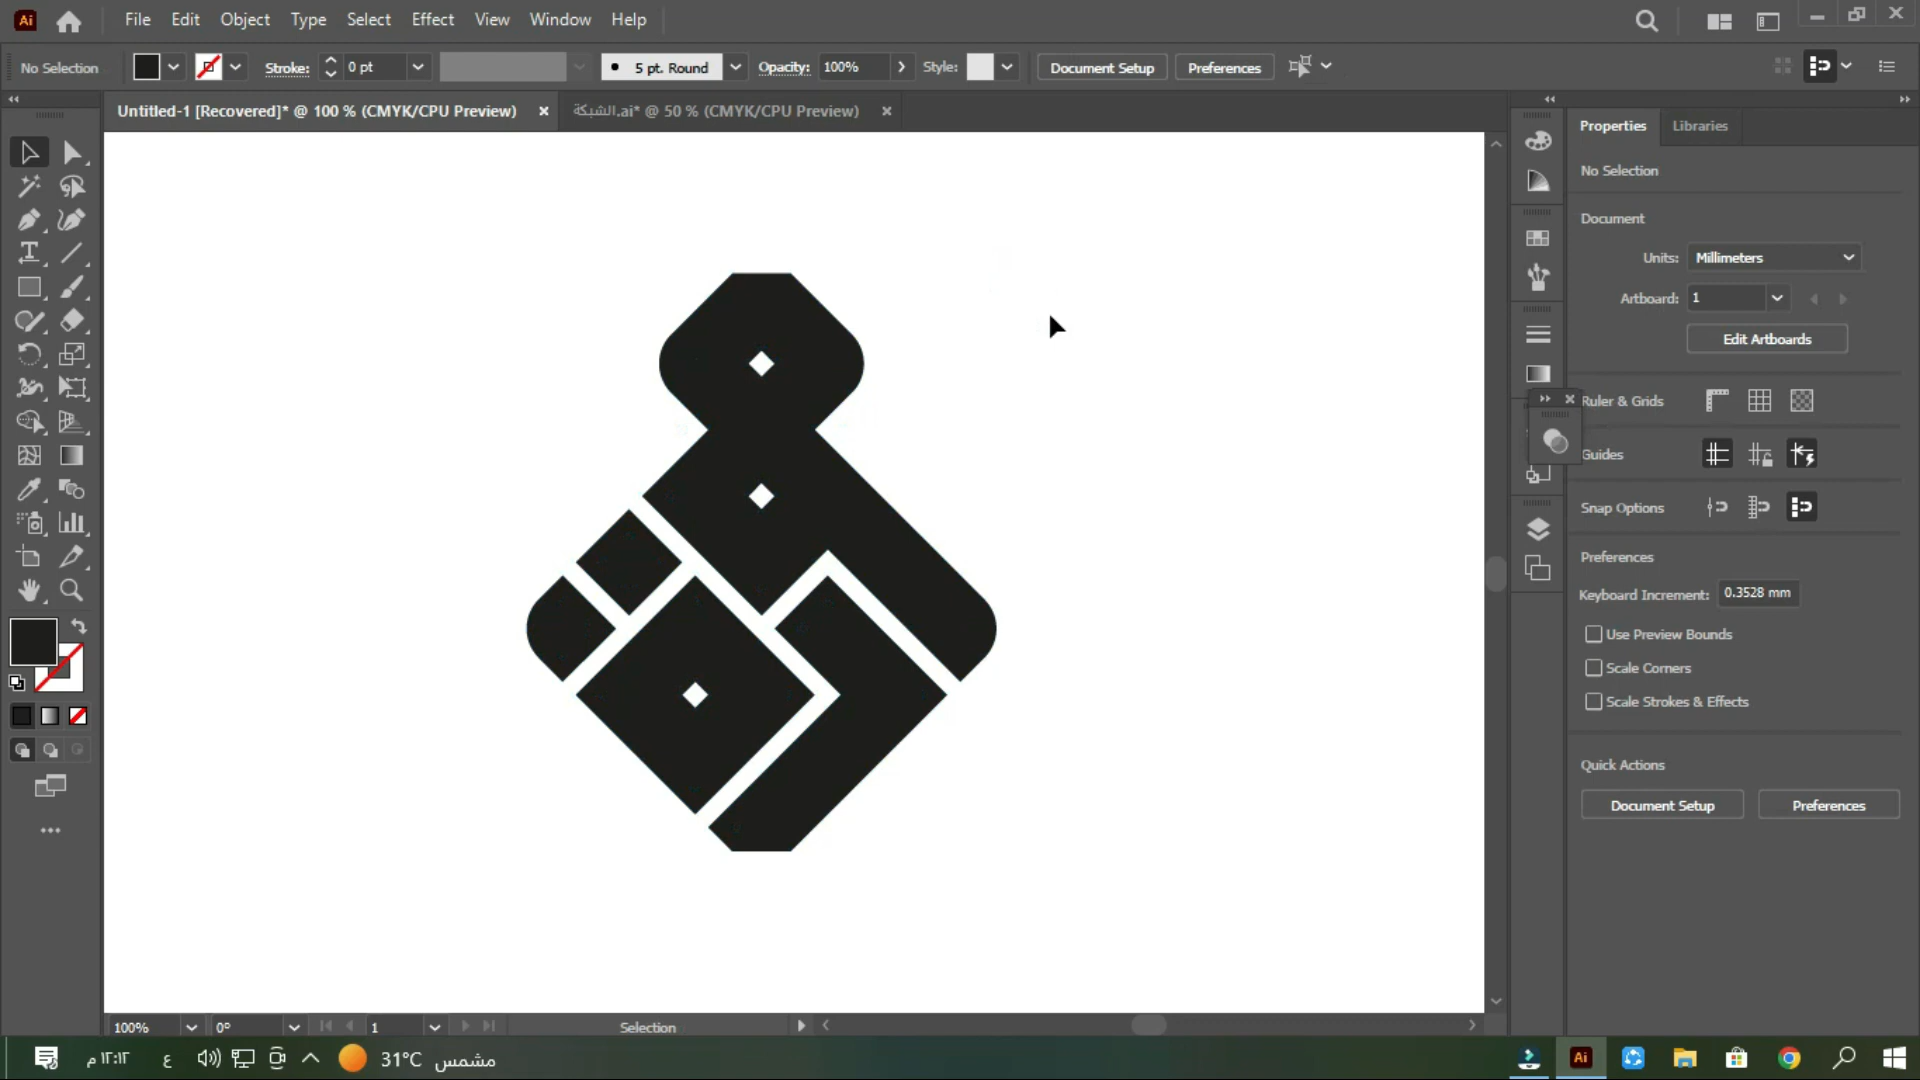 Ai File Edit Object Type Select Effect View Window Help
No Selection Stroke: 0 pt 5 pt. Round Opacity: 100% Style: Document Setup Preferences
Untitled-1 [Recovered]* @ 100 % (CMYK/CPU Preview) × الشبكة.ai* @ 50 % (CMYK/CPU Preview) ×
Properties Libraries
No Selection
Document
Units: Millimeters
Artboard: 1
Edit Artboards
Ruler & Grids
Guides
Snap Options
Preferences
Keyboard Increment: 0.3528 mm
Use Preview Bounds
Scale Corners
Scale Strokes & Effects
Quick Actions
Document Setup Preferences
100% 0° 1 Selection
١٢:١٢ م ع 31°C مشمس Ai